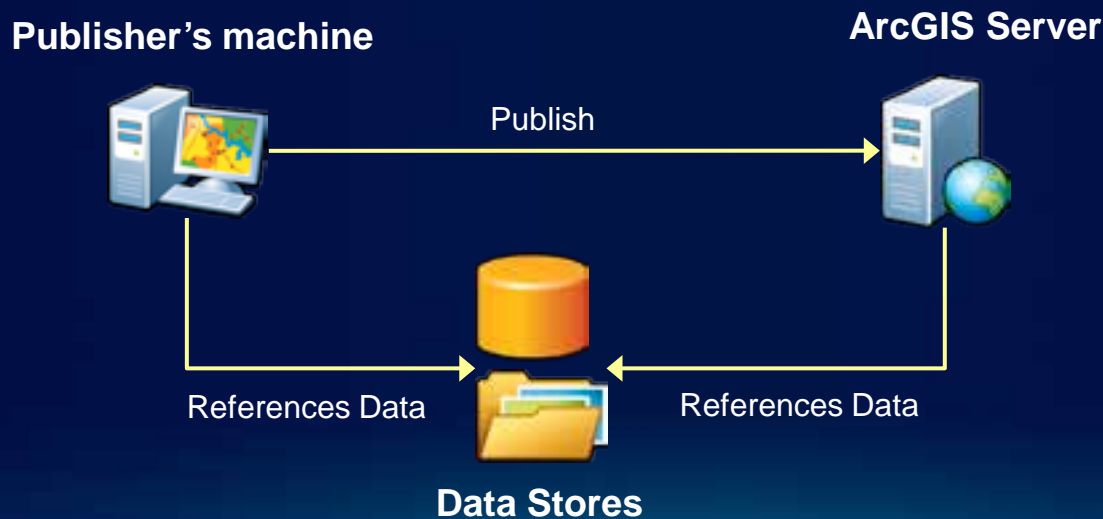 Publisher’s machine
ArcGIS Server
Publish
References Data
References Data
Data Stores